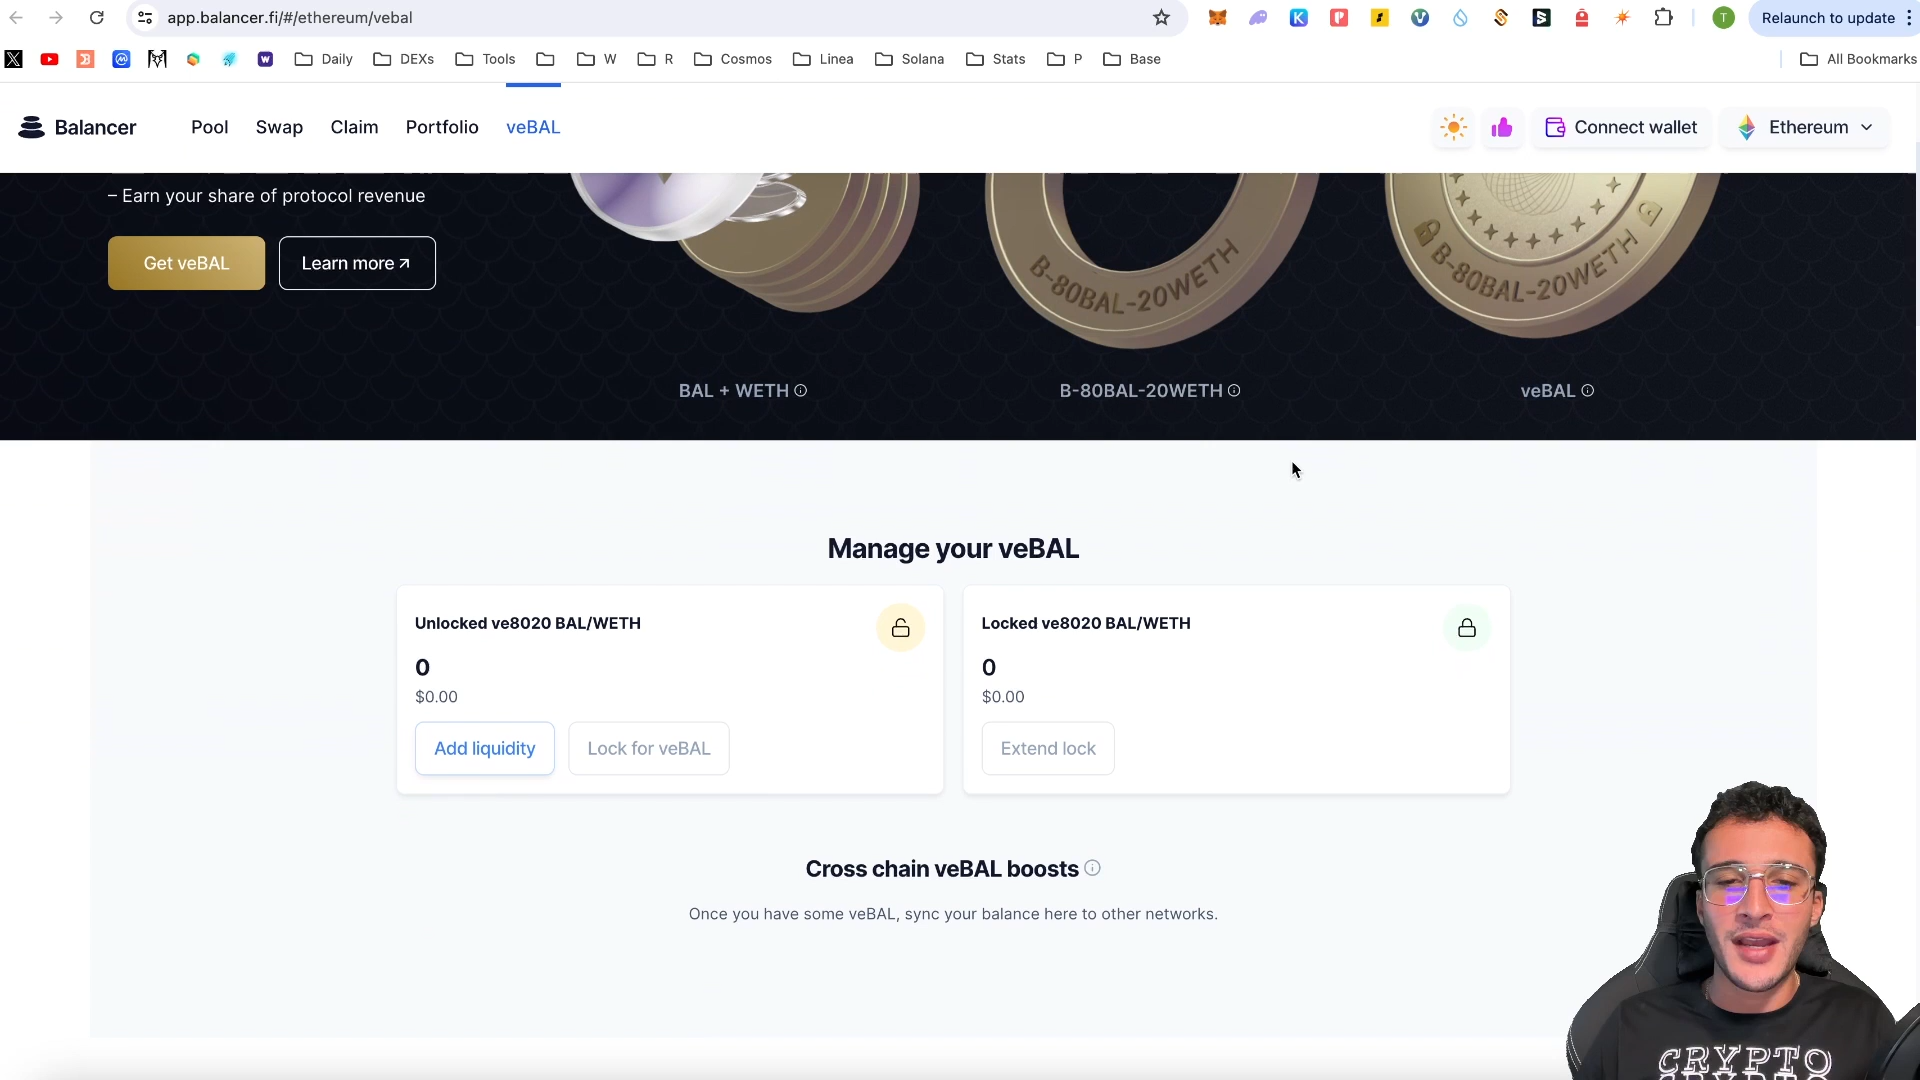 app.balancer.fi/#/ethereum/vebal
T
Relaunch to update
W
Daily
DEXs
Tools
W
R
Cosmos
Linea
Solana
Stats
P
Base
All Bookmarks
Balancer
Pool
Swap
Claim
Portfolio
veBAL
Connect wallet
Ethereum
– Earn your share of protocol revenue
Get veBAL
Learn more
B-80BAL-20WETH
B-80BAL-20WETH
BAL + WETH
B-80BAL-20WETH
veBAL
Manage your veBAL
Unlocked ve8020 BAL/WETH
0
$0.00
Add liquidity
Lock for veBAL
Locked ve8020 BAL/WETH
0
$0.00
Extend lock
Cross chain veBAL boosts
Once you have some veBAL, sync your balance here to other networks.
CRYPTO